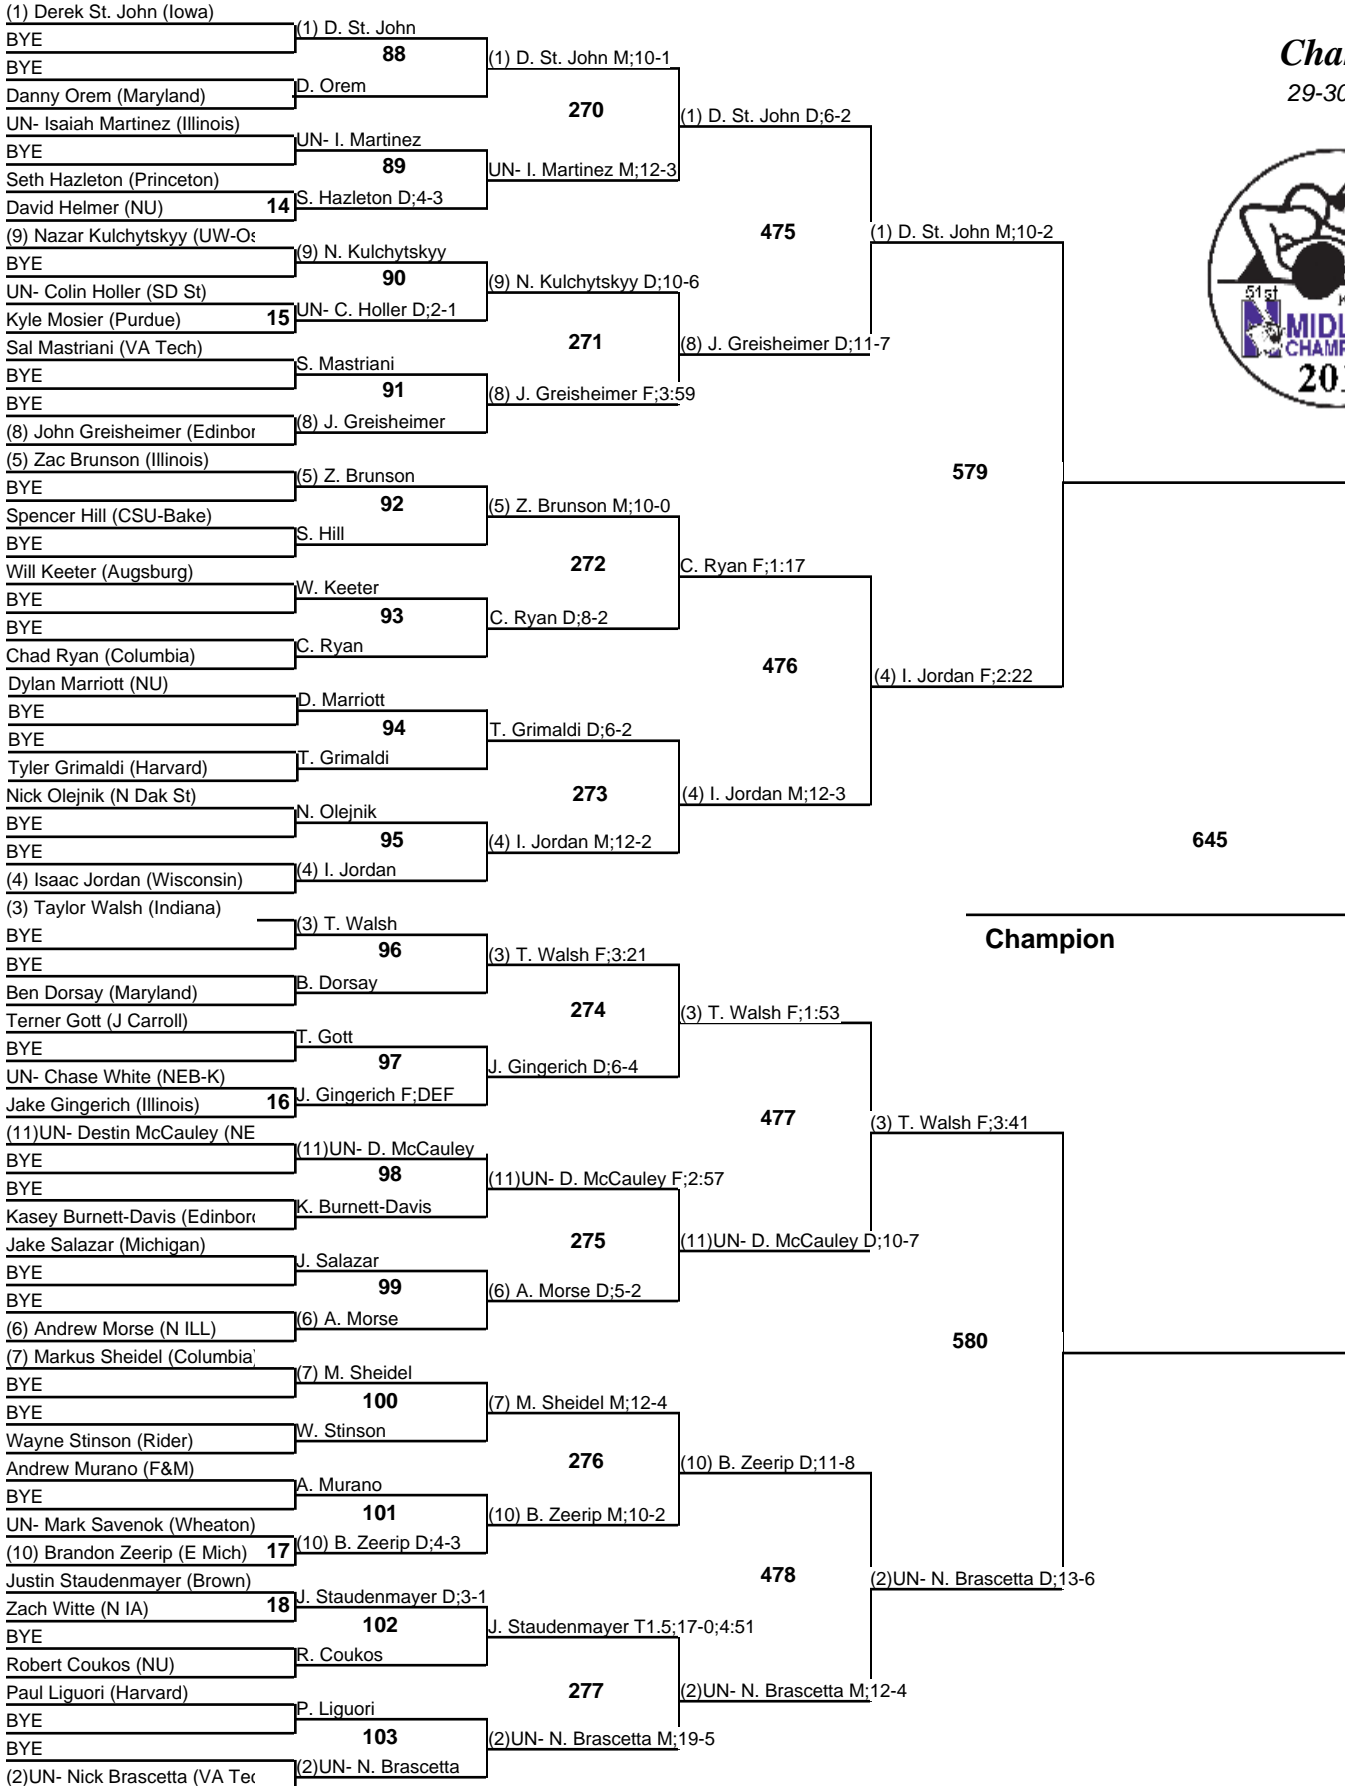 (1) Derek St. John (Iowa)
BYE
BYE
Danny Orem (Maryland)
UN- Isaiah Martinez (Illinois)
BYE
Seth Hazleton (Princeton)
David Helmer (NU) 14
(9) Nazar Kulchytskyy (UW-Os
BYE
UN- Colin Holler (SD St)
Kyle Mosier (Purdue) 15
Sal Mastriani (VA Tech)
BYE
BYE
(8) John Greisheimer (Edinbor
(5) Zac Brunson (Illinois)
BYE
Spencer Hill (CSU-Bake)
BYE
Will Keeter (Augsburg)
BYE
BYE
Chad Ryan (Columbia)
Dylan Marriott (NU)
BYE
BYE
Tyler Grimaldi (Harvard)
Nick Olejnik (N Dak St)
BYE
BYE
(4) Isaac Jordan (Wisconsin)
(3) Taylor Walsh (Indiana)
BYE
BYE
Ben Dorsay (Maryland)
Terner Gott (J Carroll)
BYE
UN- Chase White (NEB-K)
Jake Gingerich (Illinois) 16
(11)UN- Destin McCauley (NE
BYE
BYE
Kasey Burnett-Davis (Edinboro
Jake Salazar (Michigan)
BYE
BYE
(6) Andrew Morse (N ILL)
(7) Markus Sheidel (Columbia)
BYE
BYE
Wayne Stinson (Rider)
Andrew Murano (F&M)
BYE
UN- Mark Savenok (Wheaton)
(10) Brandon Zeerip (E Mich) 17
Justin Staudenmayer (Brown)
Zach Witte (N IA) 18
BYE
Robert Coukos (NU)
Paul Liguori (Harvard)
BYE
BYE
(2)UN- Nick Brascetta (VA Tec
(1) D. St. John
88
D. Orem
UN- I. Martinez
89
S. Hazleton D;4-3
(9) N. Kulchytskyy
90
UN- C. Holler D;2-1
S. Mastriani
91
(8) J. Greisheimer
(5) Z. Brunson
92
S. Hill
W. Keeter
93
C. Ryan
D. Marriott
94
T. Grimaldi
N. Olejnik
95
(4) I. Jordan
(3) T. Walsh
96
B. Dorsay
T. Gott
97
J. Gingerich F;DEF
(11)UN- D. McCauley
98
K. Burnett-Davis
J. Salazar
99
(6) A. Morse
(7) M. Sheidel
100
W. Stinson
A. Murano
101
(10) B. Zeerip D;4-3
J. Staudenmayer D;3-1
102
R. Coukos
P. Liguori
103
(2)UN- N. Brascetta
(1) D. St. John M;10-1
270
UN- I. Martinez M;12-3
(9) N. Kulchytskyy D;10-6
271
(8) J. Greisheimer F;3:59
(5) Z. Brunson M;10-0
272
C. Ryan D;8-2
T. Grimaldi D;6-2
273
(4) I. Jordan M;12-2
(3) T. Walsh F;3:21
274
J. Gingerich D;6-4
(11)UN- D. McCauley F;2:57
275
(6) A. Morse D;5-2
(7) M. Sheidel M;12-4
276
(10) B. Zeerip M;10-2
J. Staudenmayer T1.5;17-0;4:51
277
(2)UN- N. Brascetta M;19-5
(1) D. St. John D;6-2
475
(8) J. Greisheimer D;11-7
C. Ryan F;1:17
476
(4) I. Jordan M;12-3
(3) T. Walsh F;1:53
477
(11)UN- D. McCauley D;10-7
(10) B. Zeerip D;11-8
478
(2)UN- N. Brascetta M;12-4
(1) D. St. John M;10-2
579
(4) I. Jordan F;2:22
(3) T. Walsh F;3:41
580
(2)UN- N. Brascetta D;13-6
645
Champion
29-30
51st
N